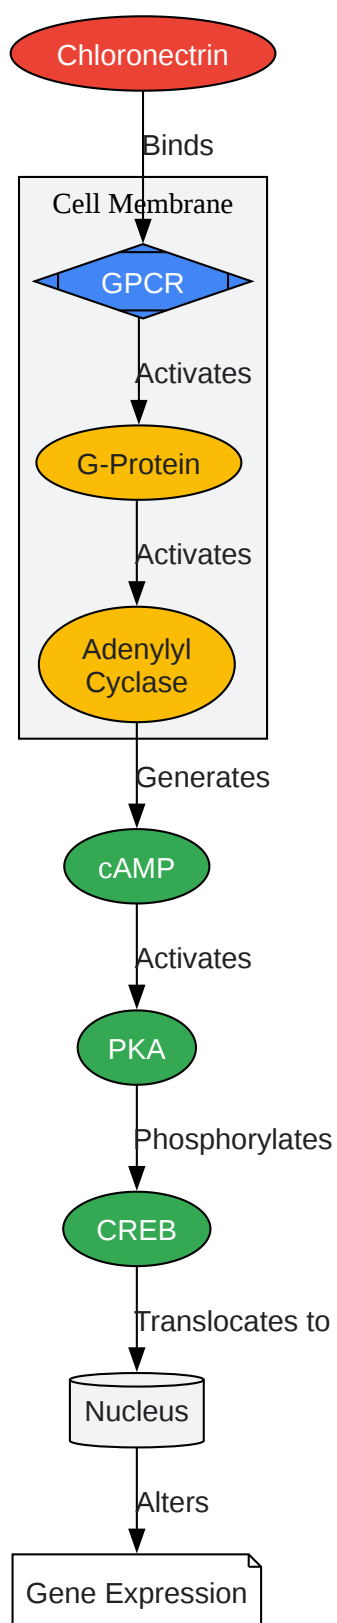 Chloronectrin
Binds
Cell Membrane
GPCR
Activates
G-Protein
Activates
Adenylyl
Cyclase
Generates
cAMP
Activates
PKA
Phosphorylates
CREB
Translocates to
Nucleus
Alters
Gene Expression